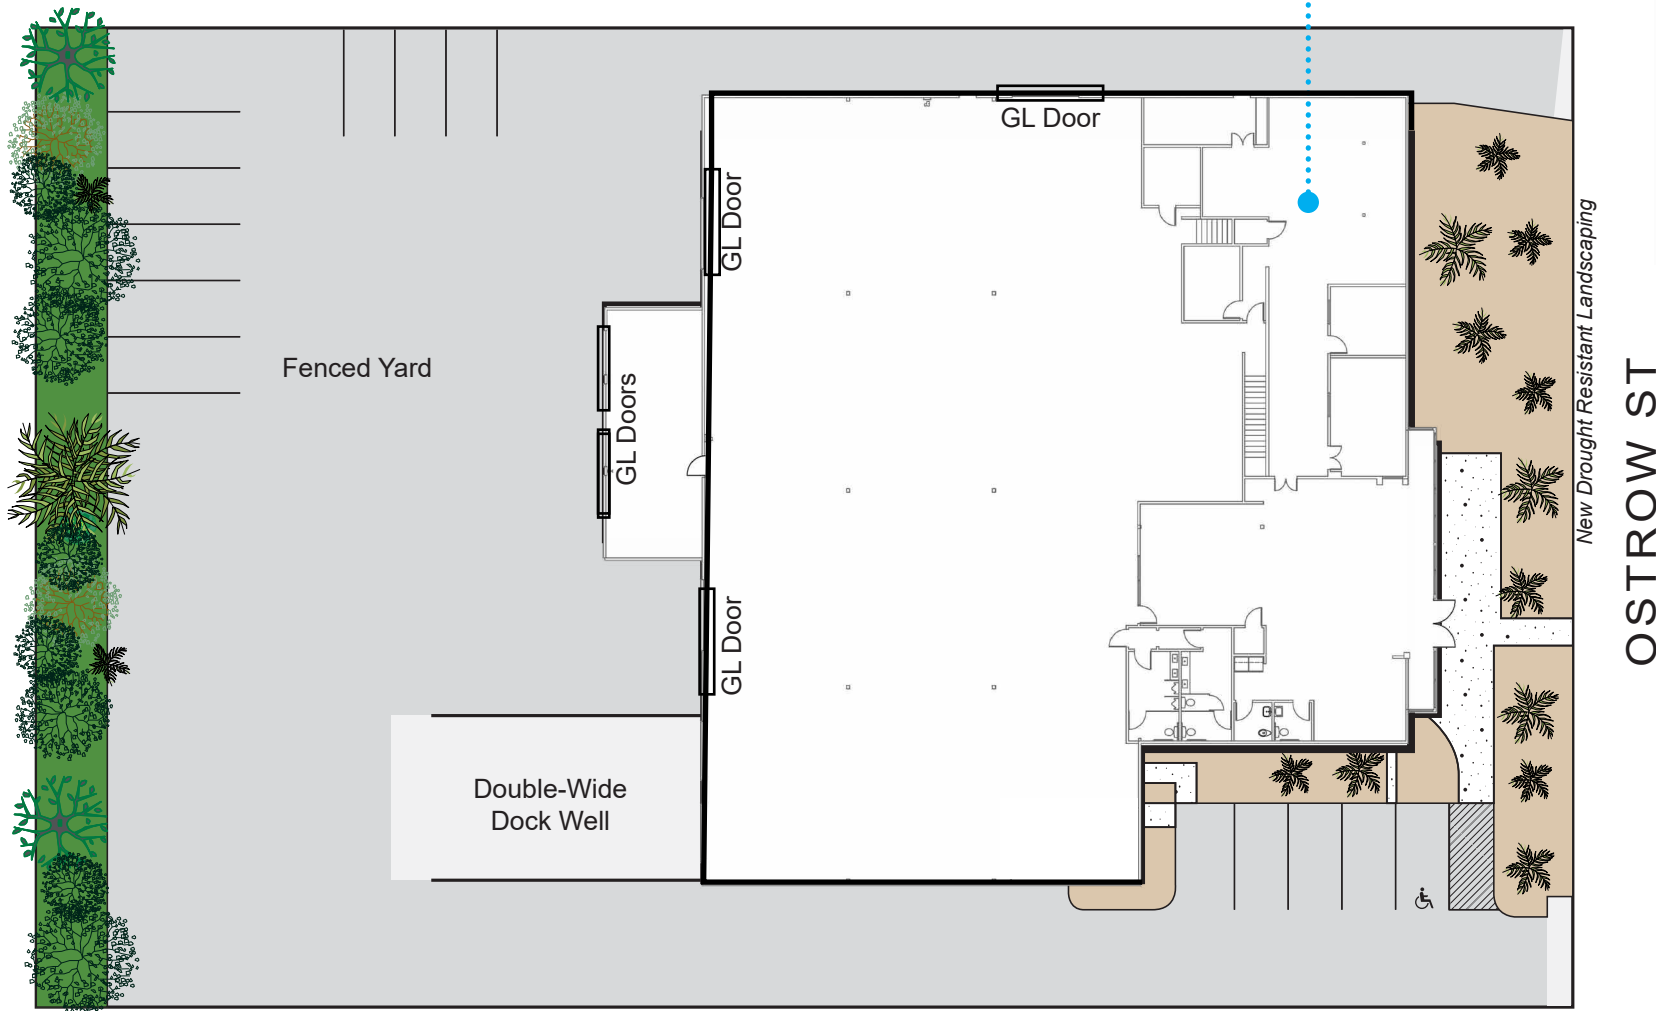 GL Door
GL Door
Fenced Yard
GL Doors
GL Door
Double-Wide
Dock Well
New Drought Resistant Landscaping
OSTROW ST